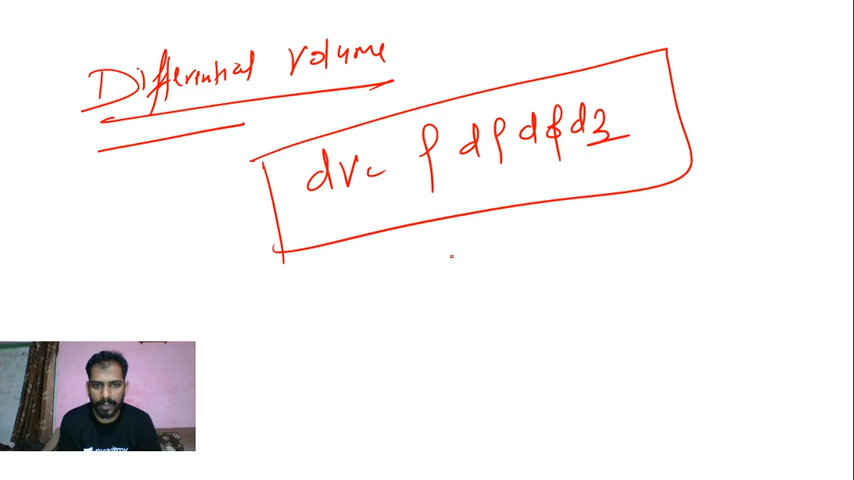 Differential Volume
dv = ρ dρ dϕ dz